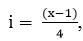 i = (x−1)/4,